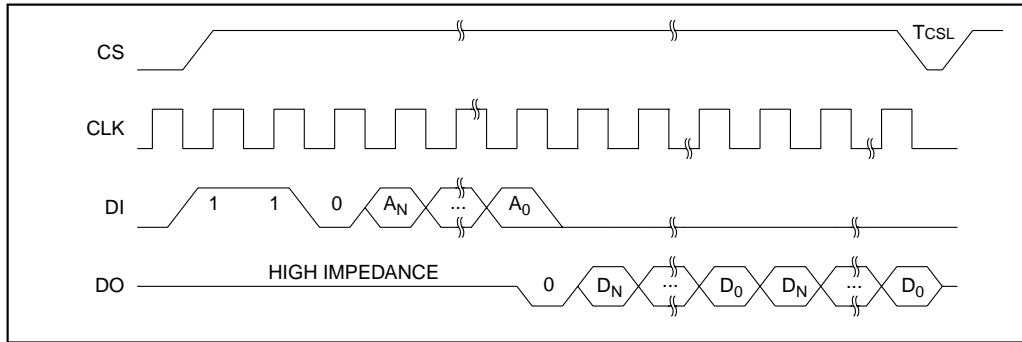 CS TCSL
CLK
DI 1 1 0 AN ... A0
HIGH IMPEDANCE
DO 0 DN ... D0 DN ... D0